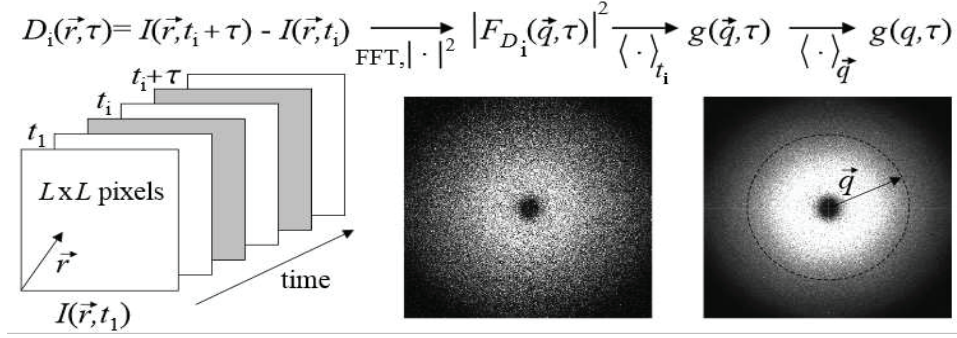 D_i(r⃗,τ)= I(r⃗,t_i+τ) - I(r⃗,t_i) ⟶ |F_{D_i}(q⃗,τ)|² ⟶ g(q⃗,τ) ⟶ g(q,τ)
FFT,|·|² ⟨·⟩_{t_i} ⟨·⟩_{q⃗}
t_i+τ
t_i
t_1
L x L pixels
q⃗
r⃗
time
I(r⃗,t_1)